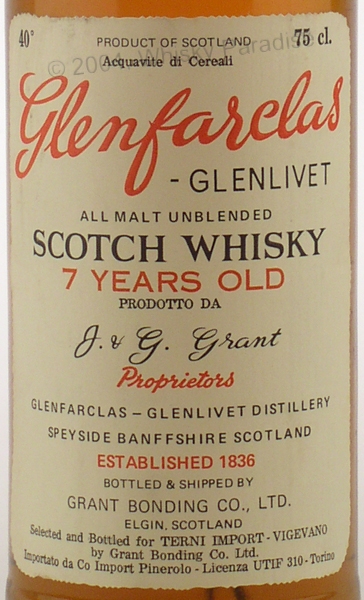 40° PRODUCT OF SCOTLAND 75 cl.
© 2004 Whisky Paradise
Acquavite di Cereali
Glenfarclas
- GLENLIVET
ALL MALT UNBLENDED
SCOTCH WHISKY
7 YEARS OLD
PRODOTTO DA
J. & G. Grant
Proprietors
GLENFARCLAS – GLENLIVET DISTILLERY
SPEYSIDE BANFFSHIRE SCOTLAND
ESTABLISHED 1836
BOTTLED & SHIPPED BY
GRANT BONDING CO., LTD.
ELGIN, SCOTLAND
Selected and Bottled for TERNI IMPORT - VIGEVANO
by Grant Bonding Co. Ltd.
Importato da Co Import Pinerolo - Licenza UTIF 310 - Torino